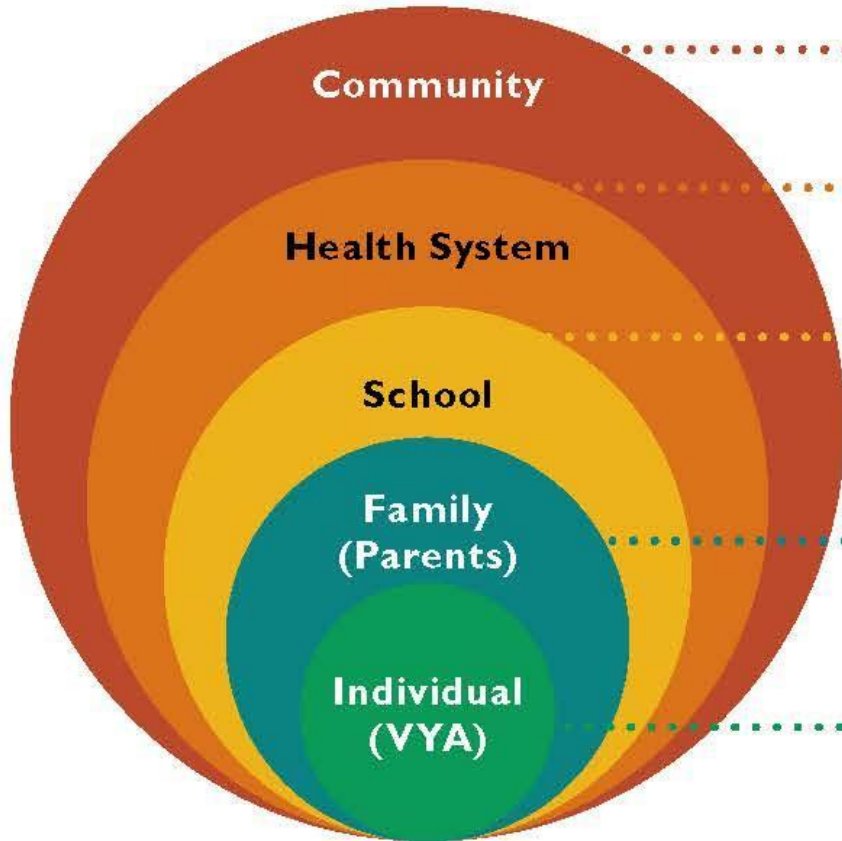 Community
Health System
School
Family
(Parents)
Individual
(VYA)